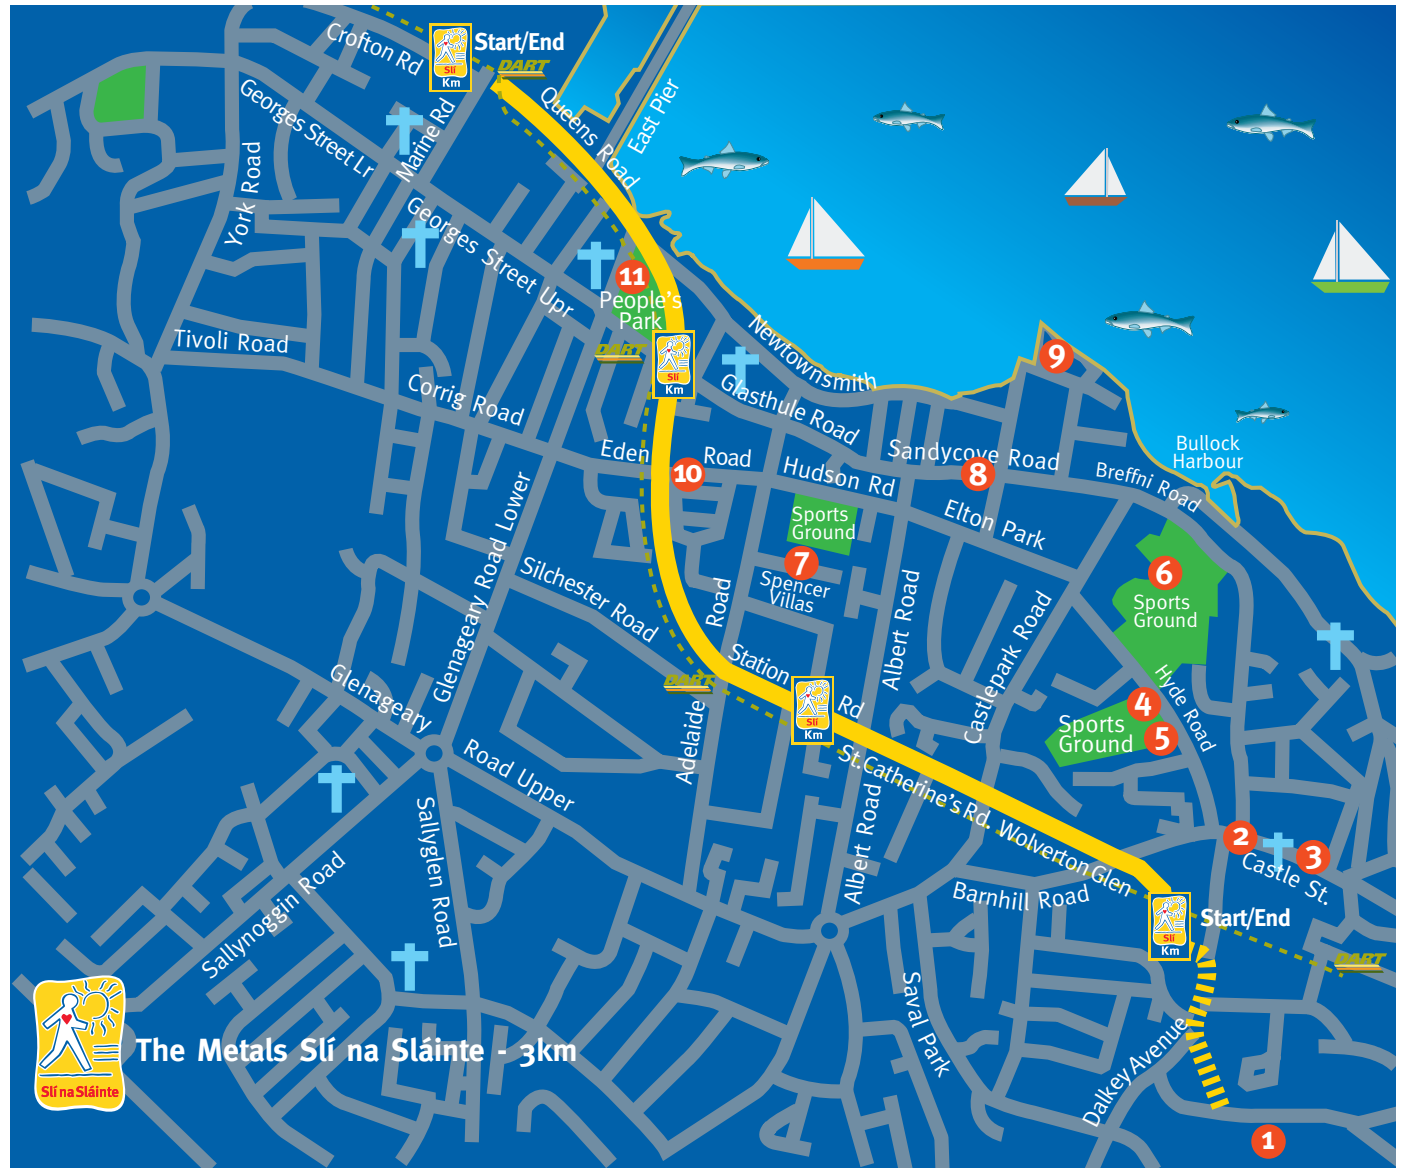 Crofton Rd
Slí
Km
Start/End
DART
Queens Road
East Pier
Georges Street Lr
Marine Rd
York Road
Georges Street Upr
11
People's
Park
DART
Slí
Km
Newtownsmith
Glasthule Road
9
Tivoli Road
Corrig Road
Eden
Road
10
Hudson Rd
Sandycove Road
8
Breffni Road
Bullock
Harbour
Elton Park
Sports
Ground
7
Spencer
Villas
6
Sports
Ground
Glenageary Road Lower
Silchester Road
Road
Adelaide
Albert Road
Castlepark Road
Hyde Road
DART
Station
Rd
Slí
Km
4
Sports
Ground
5
Glenageary
Road Upper
St.Catherine's Rd.
Wolverton Glen
Albert Road
Sallyglen Road
Sallynoggin Road
2
3
Castle St.
Barnhill Road
Slí
Km
Start/End
DART
Saval Park
Dalkey Avenue
1
Slí na Sláinte
The Metals Slí na Sláinte - 3km